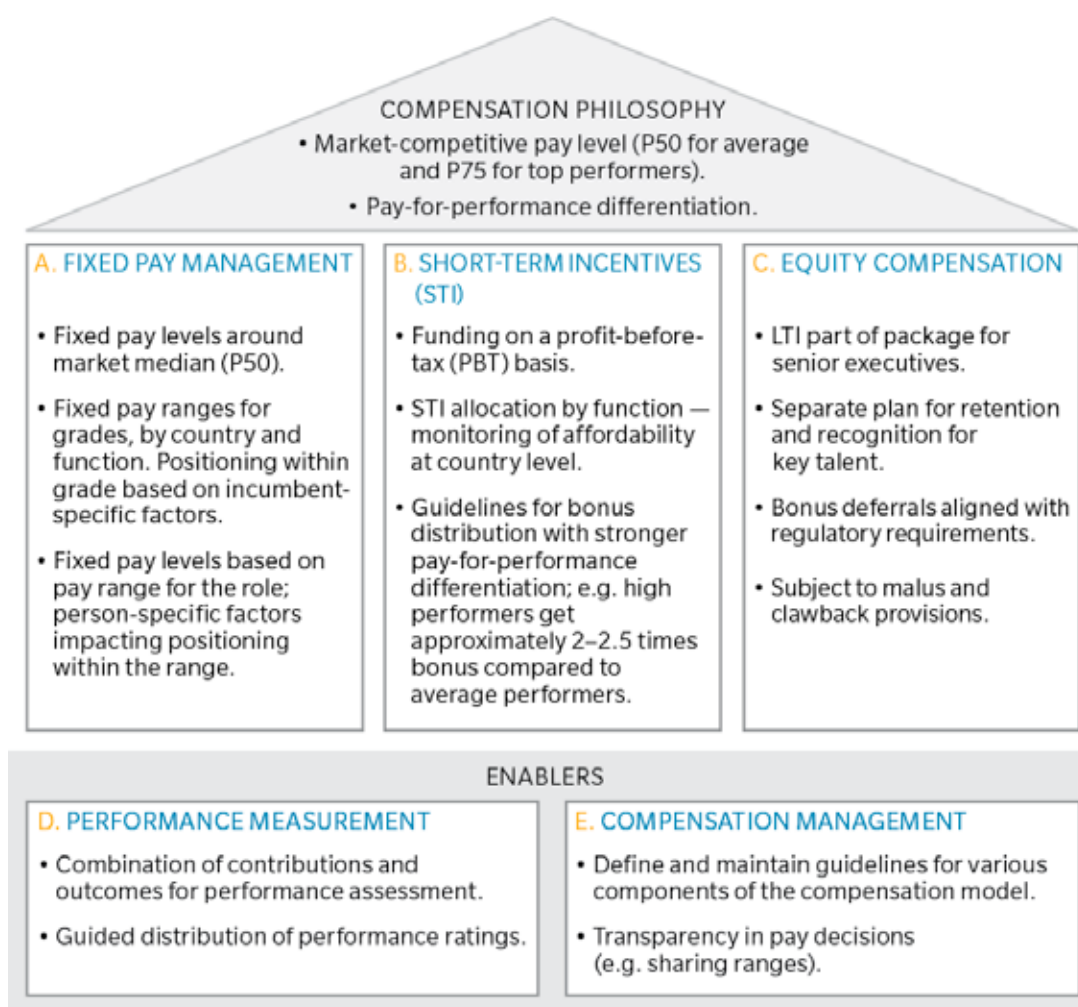 COMPENSATION PHILOSOPHY
• Market-competitive pay level (P50 for average
and P75 for top performers).
• Pay-for-performance differentiation.
A. FIXED PAY MANAGEMENT
• Fixed pay levels around
market median (P50).
• Fixed pay ranges for
grades, by country and
function. Positioning within
grade based on incumbent-
specific factors.
• Fixed pay levels based on
pay range for the role;
person-specific factors
impacting positioning
within the range.
B. SHORT-TERM INCENTIVES
(STI)
• Funding on a profit-before-
tax (PBT) basis.
• STI allocation by function —
monitoring of affordability
at country level.
• Guidelines for bonus
distribution with stronger
pay-for-performance
differentiation; e.g. high
performers get
approximately 2–2.5 times
bonus compared to
average performers.
C. EQUITY COMPENSATION
• LTI part of package for
senior executives.
• Separate plan for retention
and recognition for
key talent.
• Bonus deferrals aligned with
regulatory requirements.
• Subject to malus and
clawback provisions.
ENABLERS
D. PERFORMANCE MEASUREMENT
• Combination of contributions and
outcomes for performance assessment.
• Guided distribution of performance ratings.
E. COMPENSATION MANAGEMENT
• Define and maintain guidelines for various
components of the compensation model.
• Transparency in pay decisions
(e.g. sharing ranges).